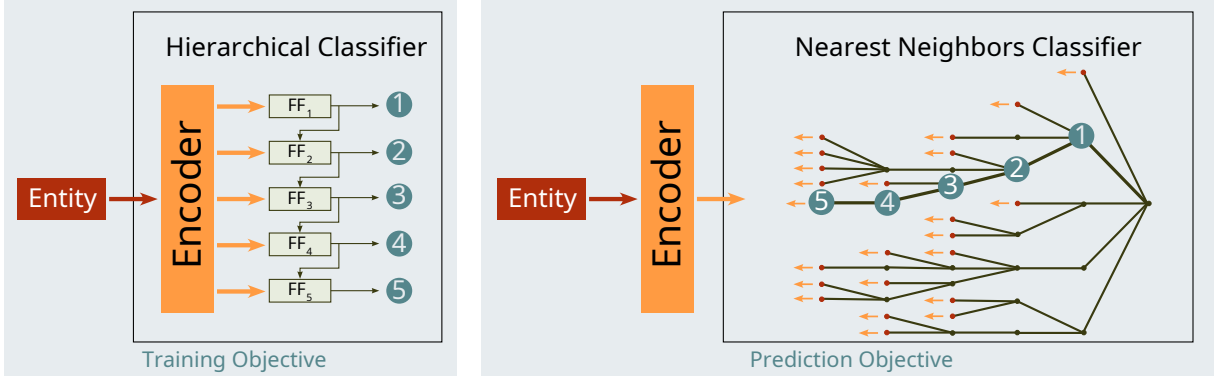 Hierarchical Classifier
Entity
Encoder
FF1
FF2
FF3
FF4
FF5
1
2
3
4
5
Training Objective
Nearest Neighbors Classifier
Entity
Encoder
1
2
3
4
5
Prediction Objective